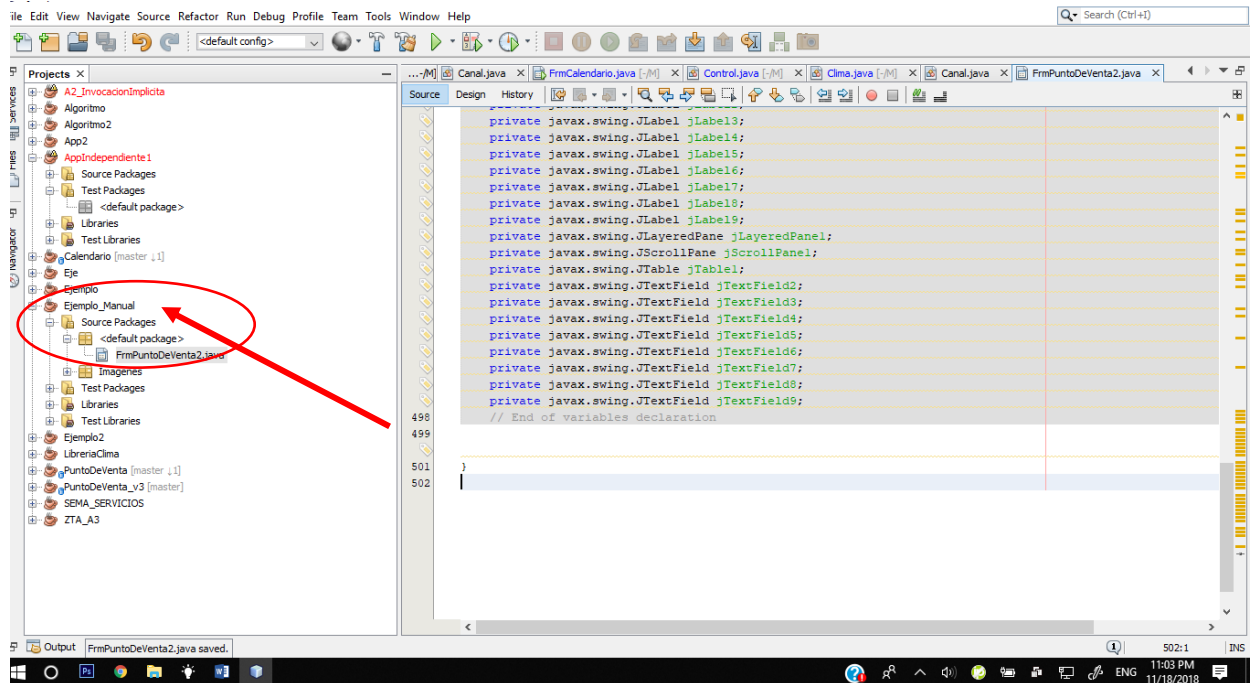 ile Edit View Navigate Source Refactor Run Debug Profile Team Tools Window Help
Search (Ctrl+I)
<default config>
Projects
Services
Files
Navigator
A2_InvocacionImplicita
Algoritmo
Algoritmo2
App2
AppIndependiente1
Source Packages
Test Packages
<default package>
Libraries
Test Libraries
Calendario [master ↓1]
Eje
Ejemplo
Ejemplo_Manual
Source Packages
<default package>
FrmPuntoDeVenta2.java
Imagenes
Test Packages
Libraries
Test Libraries
Ejemplo2
LibreriaClima
PuntoDeVenta [master ↓1]
PuntoDeVenta_v3 [master]
SEMA_SERVICIOS
ZTA_A3
...-/M] Canal.java FrmCalendario.java [-/M] Control.java [-/M] Clima.java [-/M] Canal.java FrmPuntoDeVenta2.java
Source Design History
private javax.swing.JLabel jLabel3;
private javax.swing.JLabel jLabel4;
private javax.swing.JLabel jLabel5;
private javax.swing.JLabel jLabel6;
private javax.swing.JLabel jLabel7;
private javax.swing.JLabel jLabel8;
private javax.swing.JLabel jLabel9;
private javax.swing.JLayeredPane jLayeredPane1;
private javax.swing.JScrollPane jScrollPane1;
private javax.swing.JTable jTable1;
private javax.swing.JTextField jTextField2;
private javax.swing.JTextField jTextField3;
private javax.swing.JTextField jTextField4;
private javax.swing.JTextField jTextField5;
private javax.swing.JTextField jTextField6;
private javax.swing.JTextField jTextField7;
private javax.swing.JTextField jTextField8;
private javax.swing.JTextField jTextField9;
498 // End of variables declaration
499
501 }
502
Output FrmPuntoDeVenta2.java saved.
1 502:1 INS
Ps
ENG
11:03 PM
11/18/2018